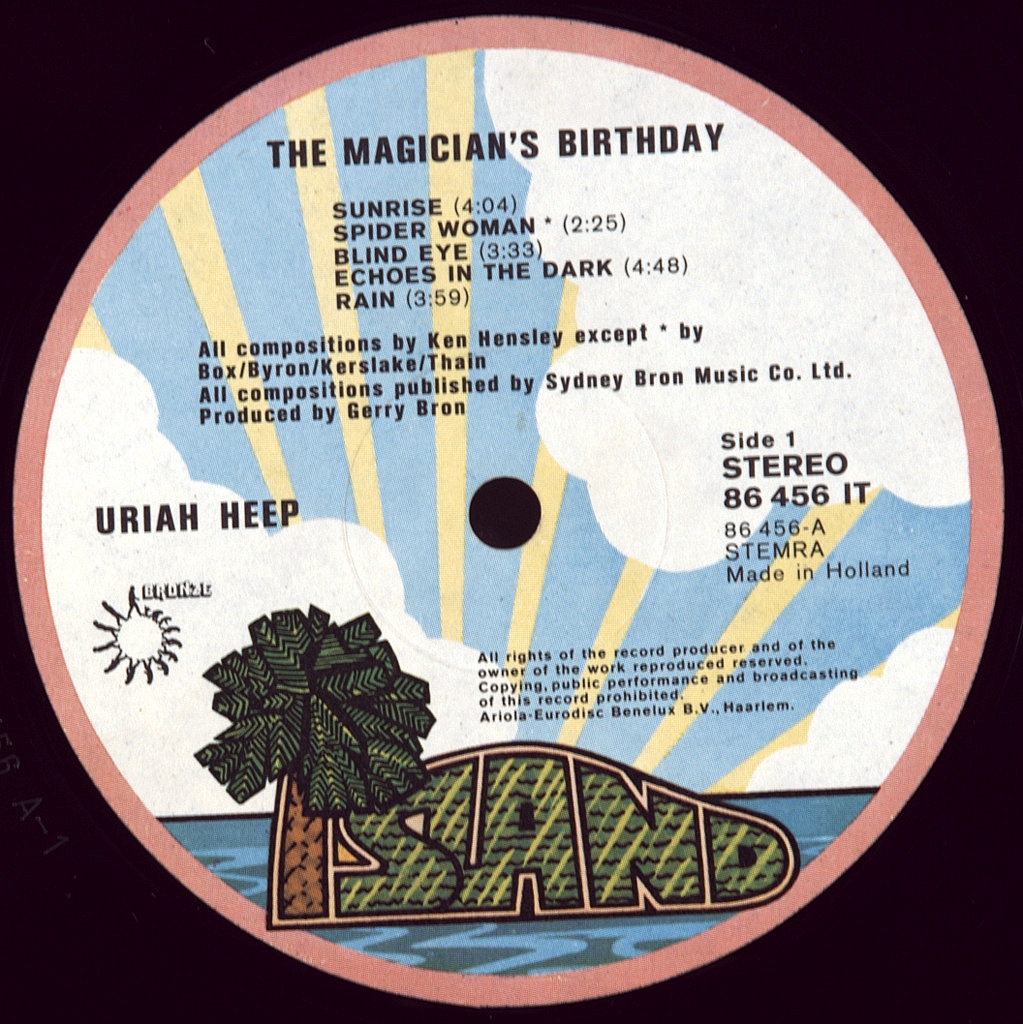 THE MAGICIAN'S BIRTHDAY
SUNRISE (4:04)
SPIDER WOMAN * (2:25)
BLIND EYE (3:33)
ECHOES IN THE DARK (4:48)
RAIN (3:59)
All compositions by Ken Hensley except * by
Box/Byron/Kerslake/Thain
All compositions published by Sydney Bron Music Co. Ltd.
Produced by Gerry Bron
Side 1
STEREO
86 456 IT
86 456-A
STEMRA
Made in Holland
URIAH HEEP
BRONZE
All rights of the record producer and of the
owner of the work reproduced reserved.
Copying, public performance and broadcasting
of this record prohibited.
Ariola-Eurodisc Benelux B.V., Haarlem.
ISLAND
A-1